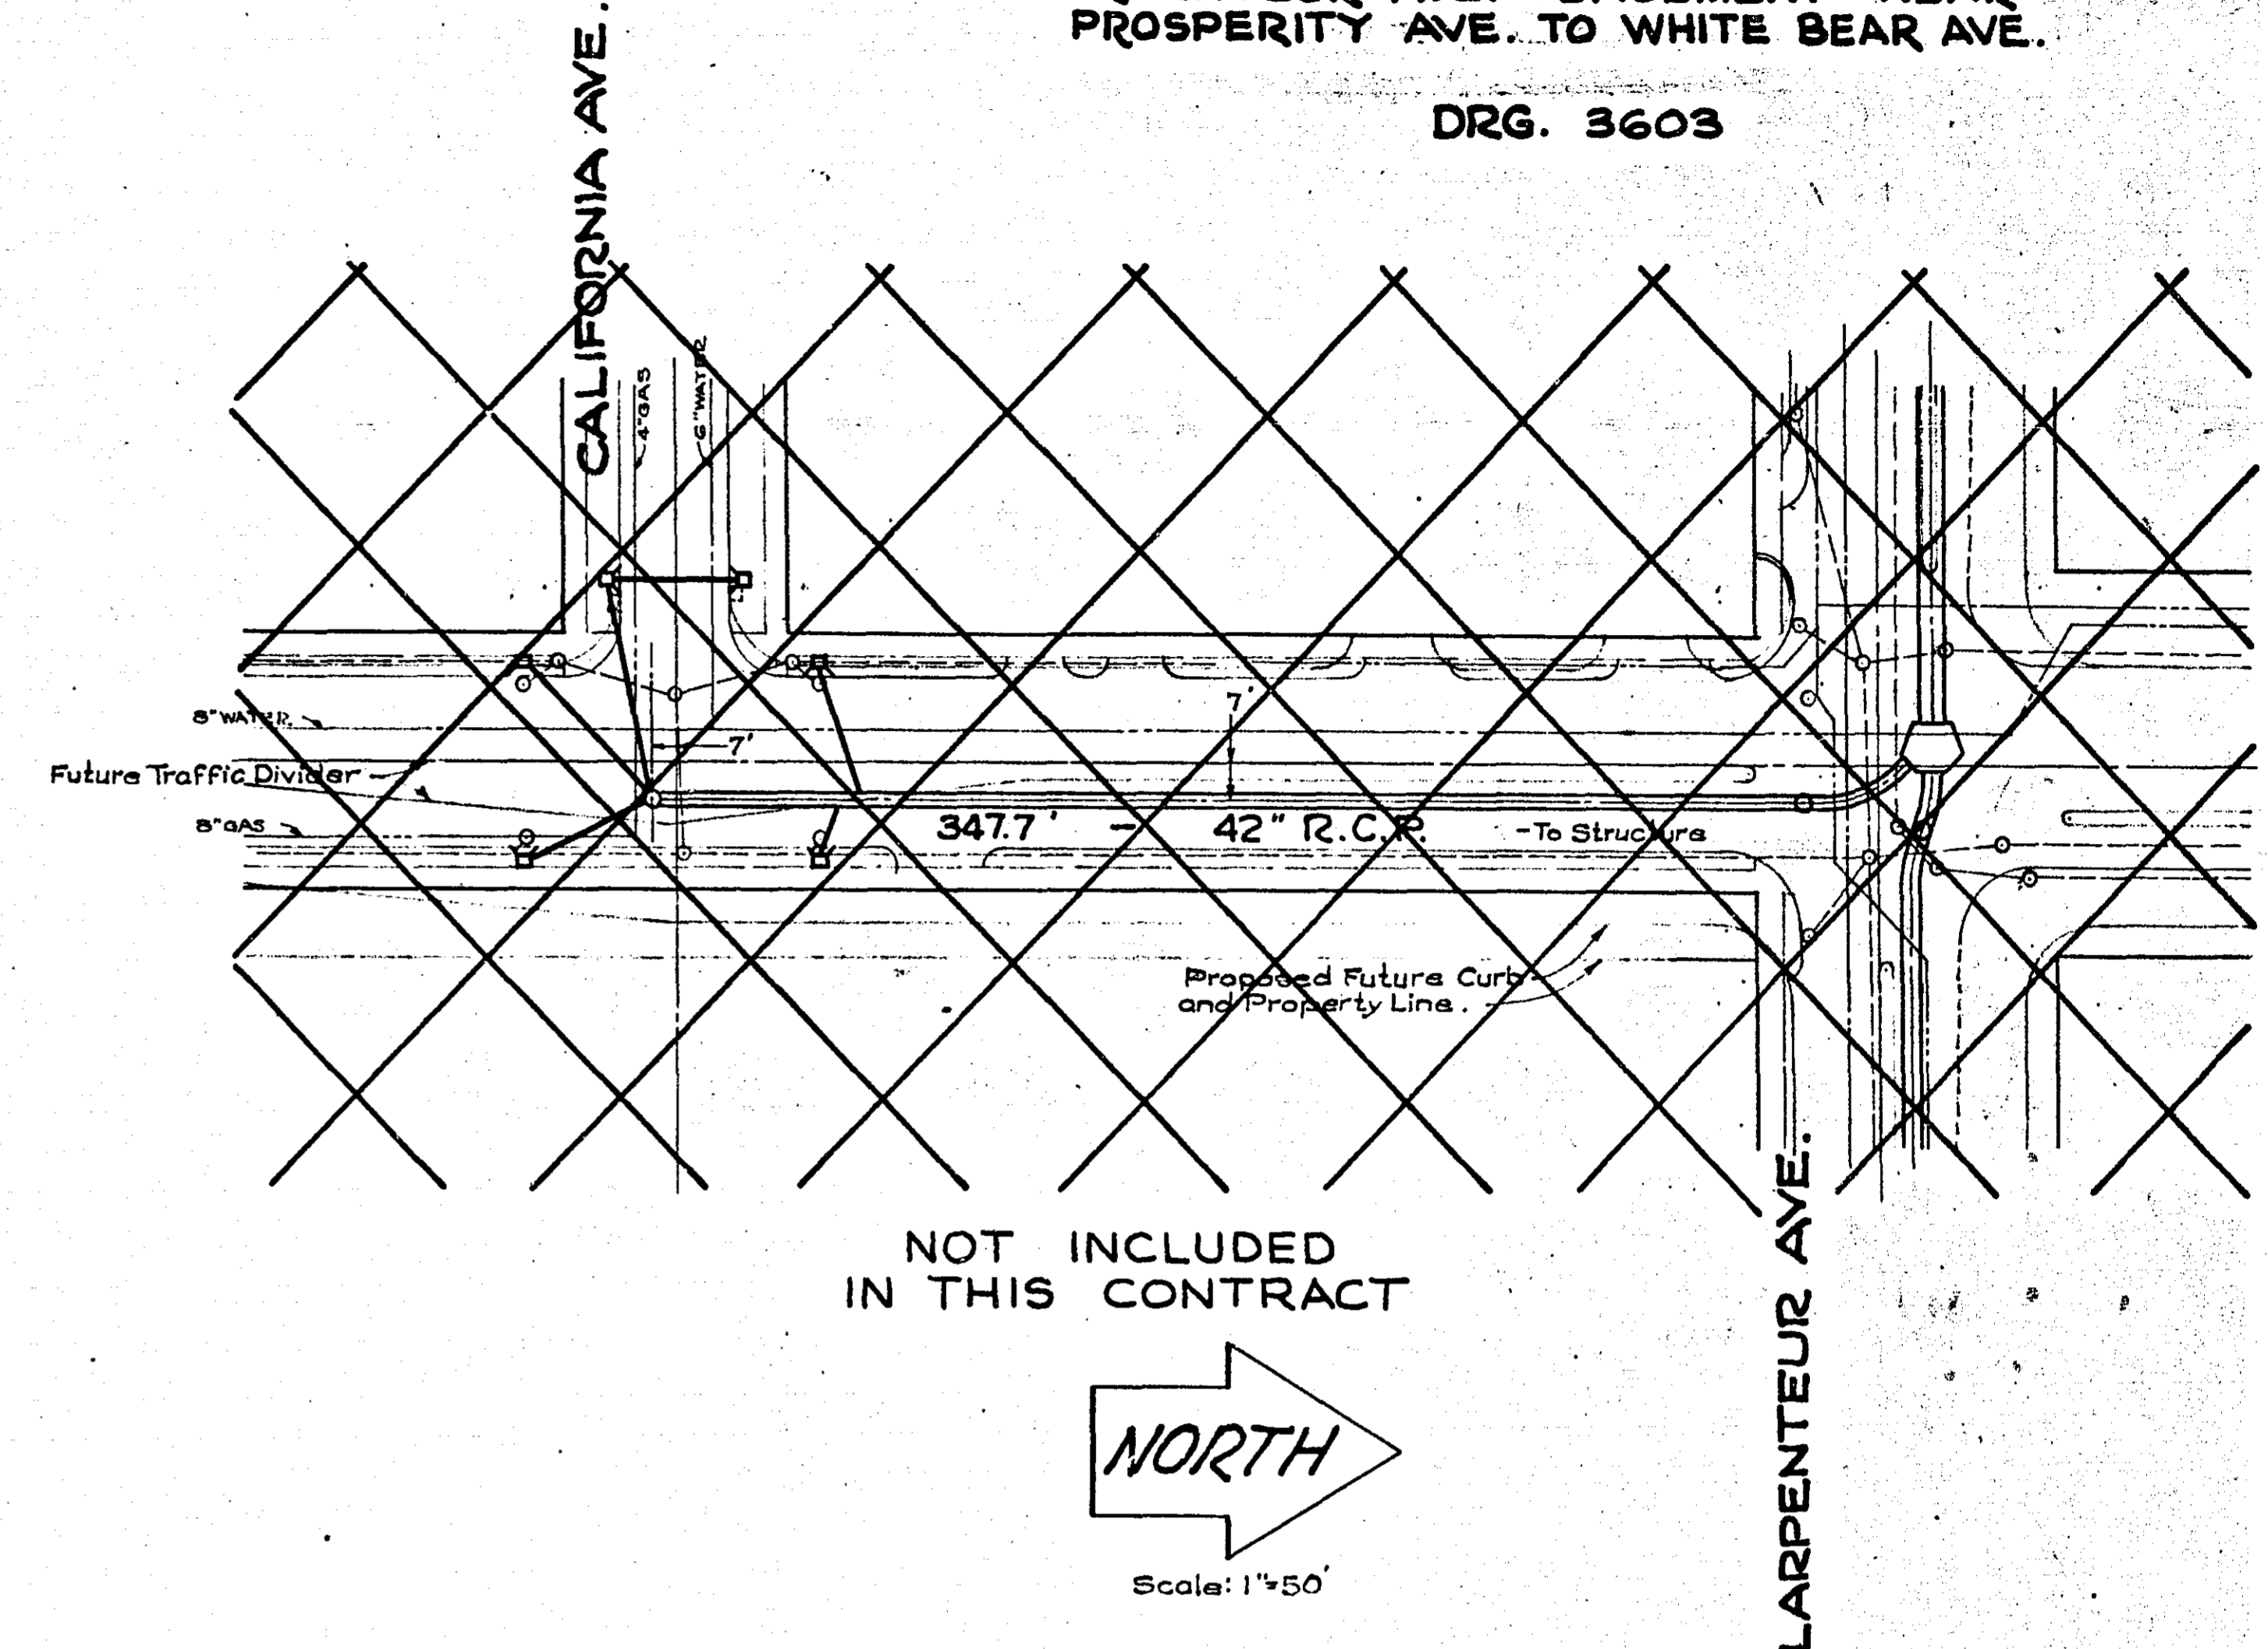 PROSPERITY AVE. TO WHITE BEAR AVE.
DRG. 3603
CALIFORNIA AVE.
4"GAS
6"WATER
8"WATER
7'
7'
Future Traffic Divider
8"GAS
347.7' - 42" R.C.P. -To Structure
Proposed Future Curb
and Property Line.
NOT INCLUDED
IN THIS CONTRACT
NORTH
Scale: 1"=50'
LARPENTEUR AVE.